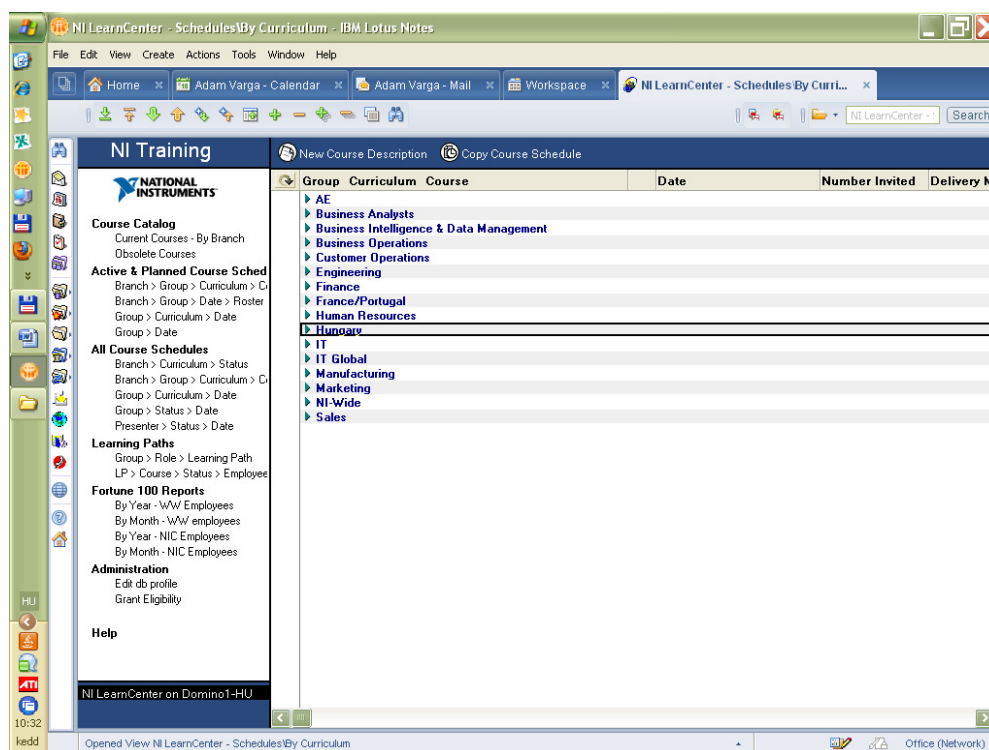 NI LearnCenter - Schedules\By Curriculum - IBM Lotus Notes
File Edit View Create Actions Tools Window Help
Home Adam Varga - Calendar Adam Varga - Mail Workspace NI LearnCenter - Schedules\By Curri...
NI LearnCenter - Search
NI Training
New Course Description Copy Course Schedule
NATIONAL INSTRUMENTS
Group Curriculum Course Date Number Invited Delivery
Course Catalog
Current Courses - By Branch
Obsolete Courses
Active & Planned Course Sched
Branch > Group > Curriculum > C
Branch > Group > Date > Roster
Group > Curriculum > Date
Group > Date
All Course Schedules
Branch > Curriculum > Status
Branch > Group > Curriculum > C
Group > Curriculum > Date
Group > Status > Date
Presenter > Status > Date
Learning Paths
Group > Role > Learning Path
LP > Course > Status > Employee
Fortune 100 Reports
By Year - WW Employees
By Month - WW employees
By Year - NIC Employees
By Month - NIC Employees
Administration
Edit db profile
Grant Eligibility
Help
NI LearnCenter on Domino1-HU
AE
Business Analysts
Business Intelligence & Data Management
Business Operations
Customer Operations
Engineering
Finance
France/Portugal
Human Resources
Hungary
IT
IT Global
Manufacturing
Marketing
NI-Wide
Sales
HU
ATI
10:32
kedd
Opened View NI LearnCenter - Schedules\By Curriculum
Office (Network)